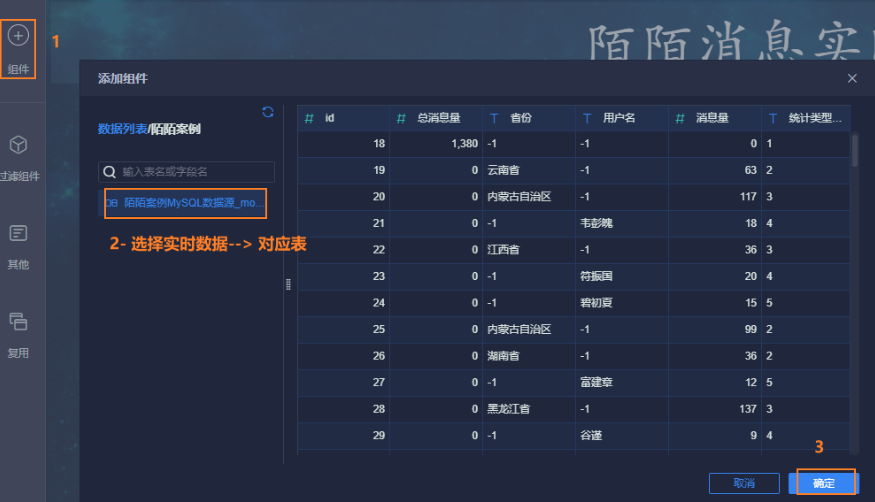 陌陌消息实
1
组件
过滤组件
其他
复用
添加组件
数据列表/陌陌案例
输入表名或字段名
陌陌案例MySQL数据源_mo...
2- 选择实时数据--> 对应表
# id # 总消息量 T 省份 T 用户名 # 消息量 T 统计类型...
18 1,380 -1 -1 0 1
19 0 云南省 -1 63 2
20 0 内蒙古自治区 -1 117 3
21 0 -1 韦彭魄 18 4
22 0 江西省 -1 36 3
23 0 -1 符振国 20 4
24 0 -1 碧初夏 15 5
25 0 内蒙古自治区 -1 99 2
26 0 湖南省 -1 36 2
27 0 -1 富建章 12 5
28 0 黑龙江省 -1 137 3
29 0 -1 谷谨 9 4
3
取消
确定